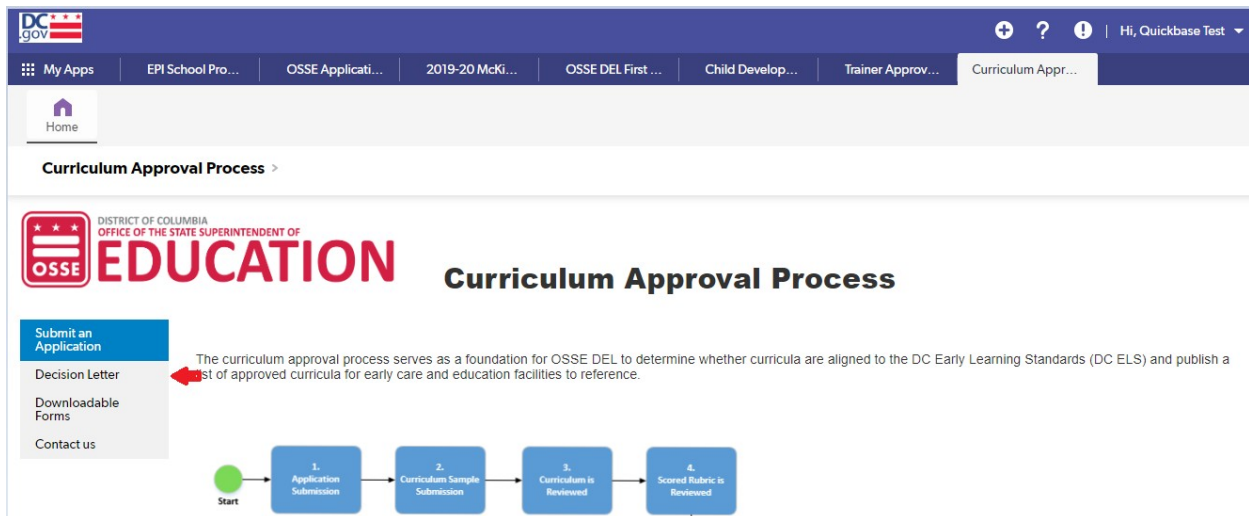 DC
.gov
Hi, Quickbase Test
My Apps
EPI School Pro...
OSSE Applicati...
2019-20 McKi...
OSSE DEL First ...
Child Develop...
Trainer Approv...
Curriculum Appr...
Home
Curriculum Approval Process >
DISTRICT OF COLUMBIA
OFFICE OF THE STATE SUPERINTENDENT OF
OSSE
EDUCATION
Curriculum Approval Process
Submit an
Application
Decision Letter
Downloadable
Forms
Contact us
The curriculum approval process serves as a foundation for OSSE DEL to determine whether curricula are aligned to the DC Early Learning Standards (DC ELS) and publish a
list of approved curricula for early care and education facilities to reference.
Start
1.
Application
Submission
2.
Curriculum Sample
Submission
3.
Curriculum is
Reviewed
4.
Scored Rubric is
Reviewed